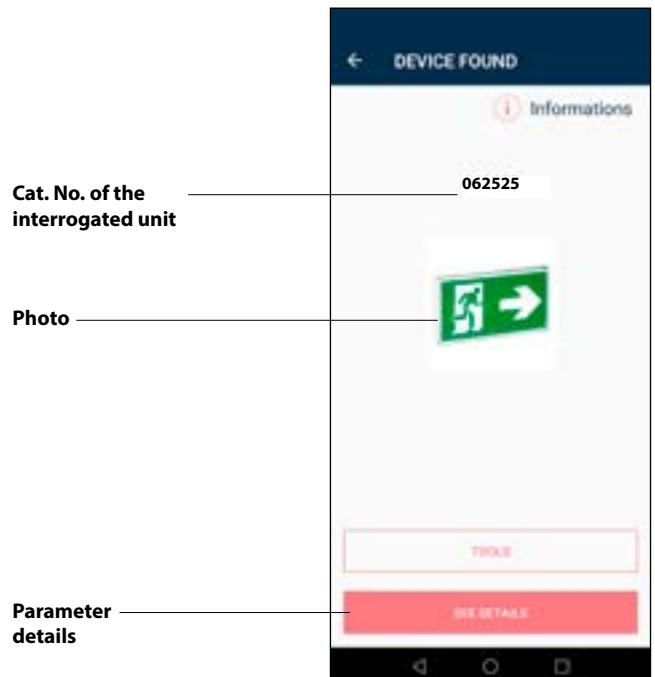 DEVICE FOUND
Informations
Cat. No. of the
interrogated unit
062525
Photo
TOOLS
Parameter
details
SEE DETAILS